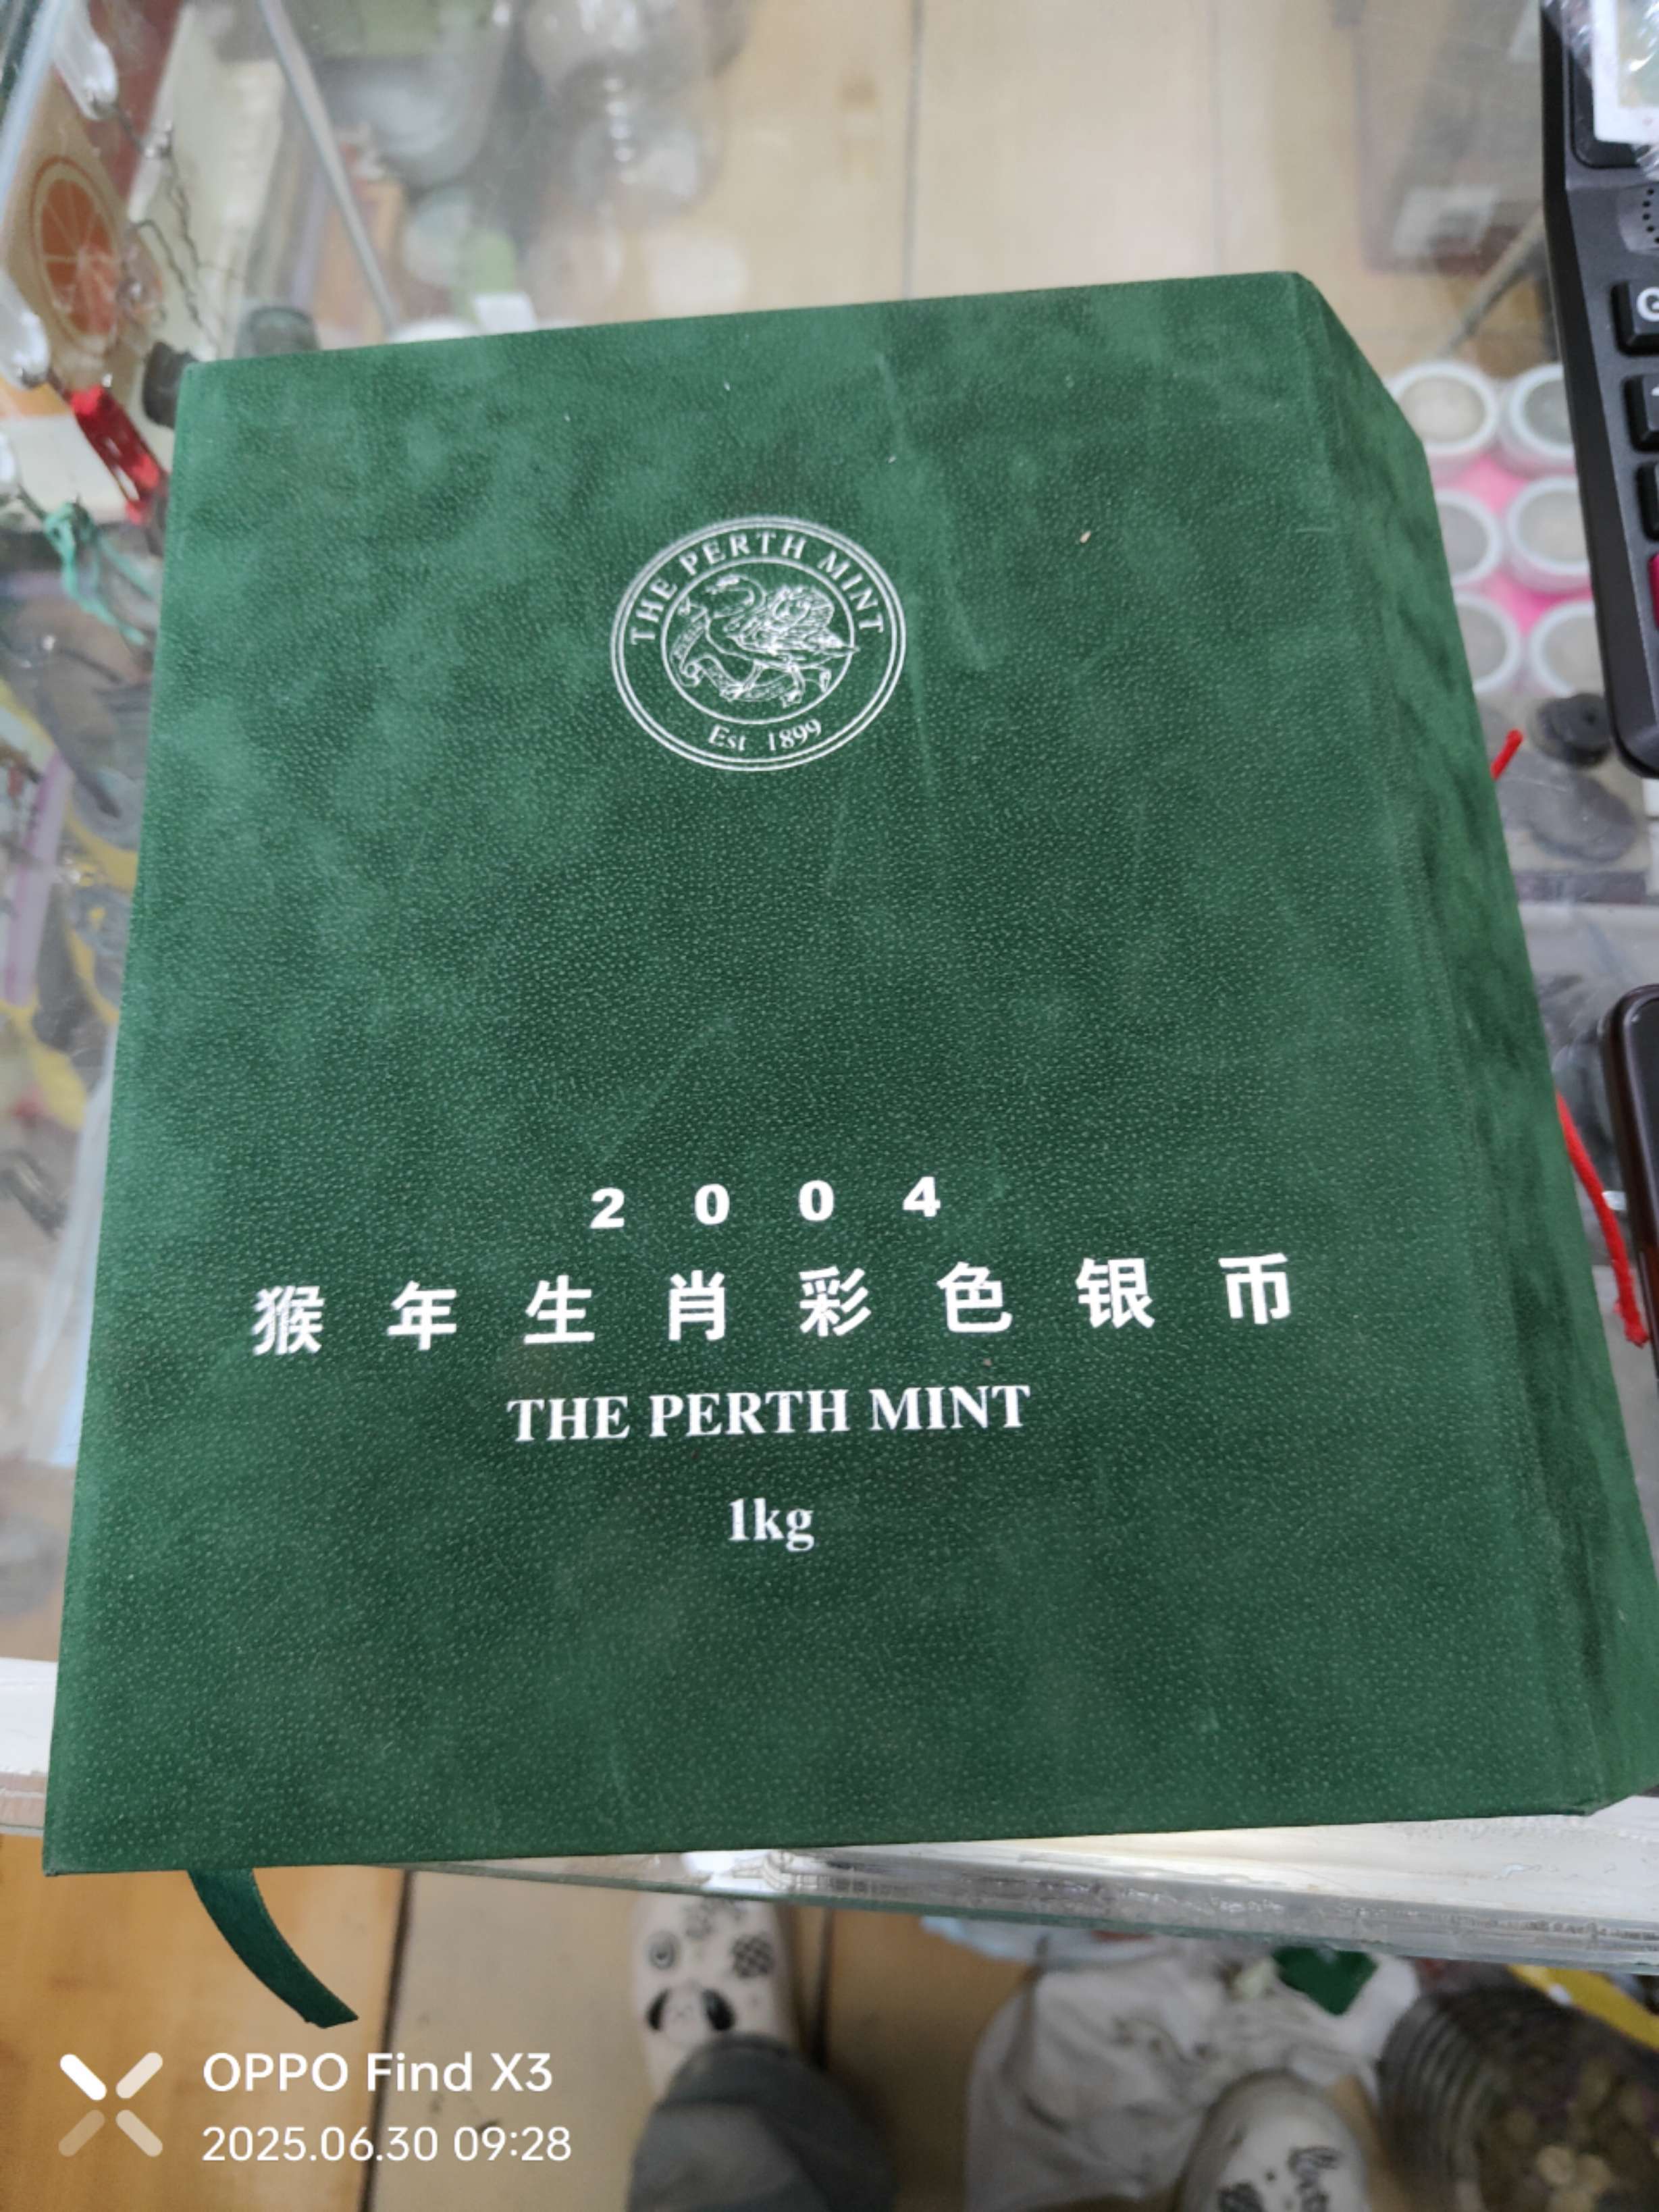 THE PERTH MINT
Est 1899
2004
猴年生肖彩色银币
THE PERTH MINT
1kg
OPPO Find X3
2025.06.30 09:28